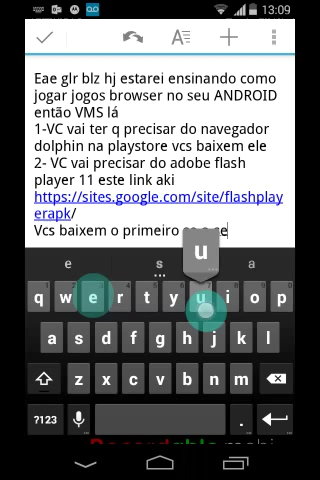 13:09
Eae glr blz hj estarei ensinando como
jogar jogos browser no seu ANDROID
então VMS lá
1-VC vai ter q precisar do navegador
dolphin na playstore vcs baixem ele
2- VC vai precisar do adobe flash
player 11 este link aki
https://sites.google.com/site/flashplay
erapk/
Vcs baixem o primeiro se
e s a
u
q w e r t y u i o p
a s d f g h j k l
z x c v b n m
?123 .